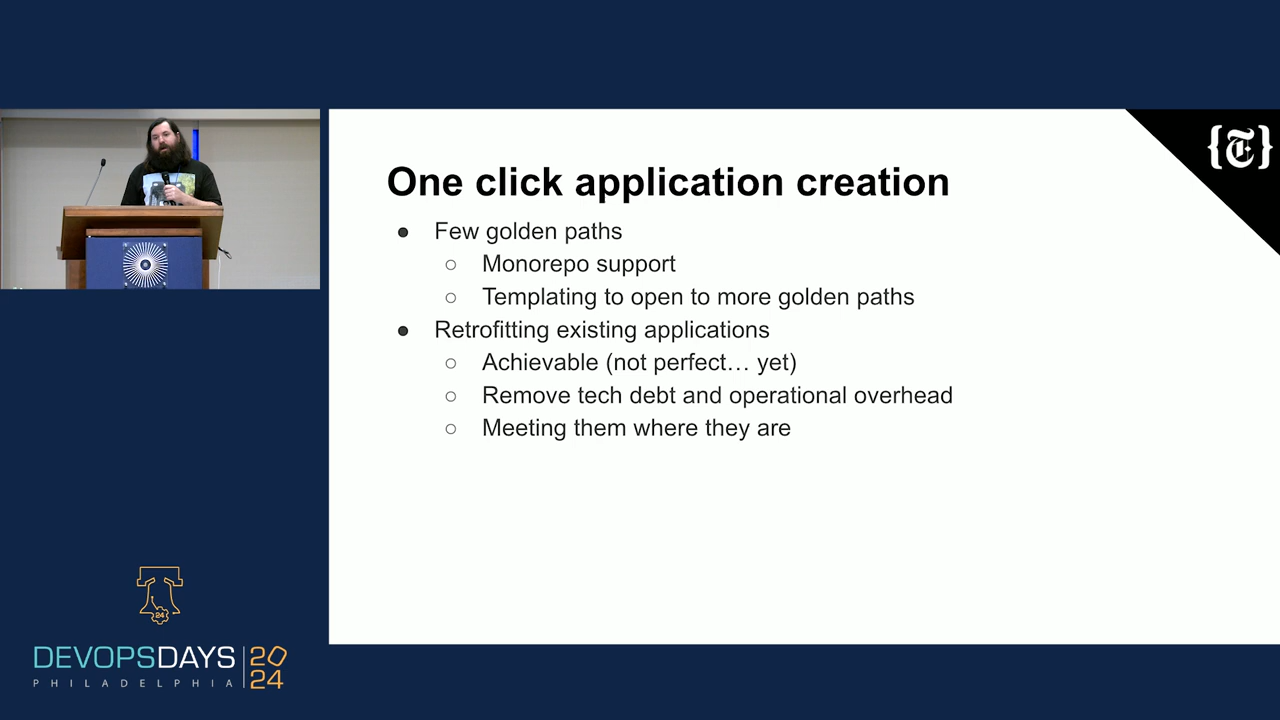 {T}
One click application creation
● Few golden paths
○ Monorepo support
○ Templating to open to more golden paths
● Retrofitting existing applications
○ Achievable (not perfect… yet)
○ Remove tech debt and operational overhead
○ Meeting them where they are
24
DEVOPSDAYS 2024
PHILADELPHIA